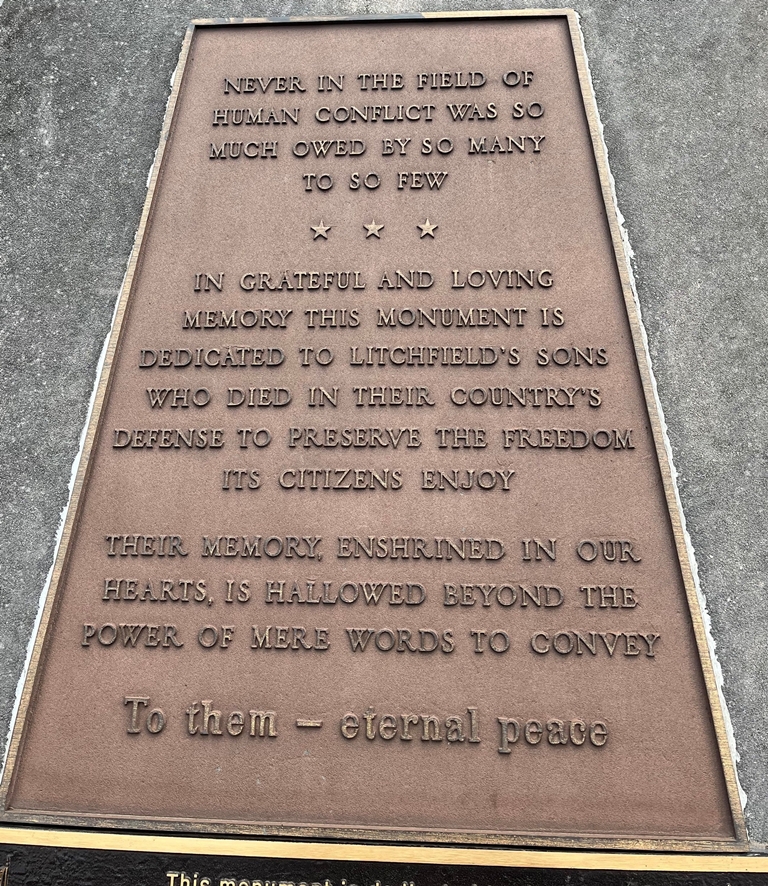 NEVER IN THE FIELD OF
HUMAN CONFLICT WAS SO
MUCH OWED BY SO MANY
TO SO FEW
IN GRATEFUL AND LOVING
MEMORY THIS MONUMENT IS
DEDICATED TO LITCHFIELD'S SONS
WHO DIED IN THEIR COUNTRY'S
DEFENSE TO PRESERVE THE FREEDOM
ITS CITIZENS ENJOY
THEIR MEMORY, ENSHRINED IN OUR
HEARTS, IS HALLOWED BEYOND THE
POWER OF MERE WORDS TO CONVEY
To them – eternal peace
This monument is